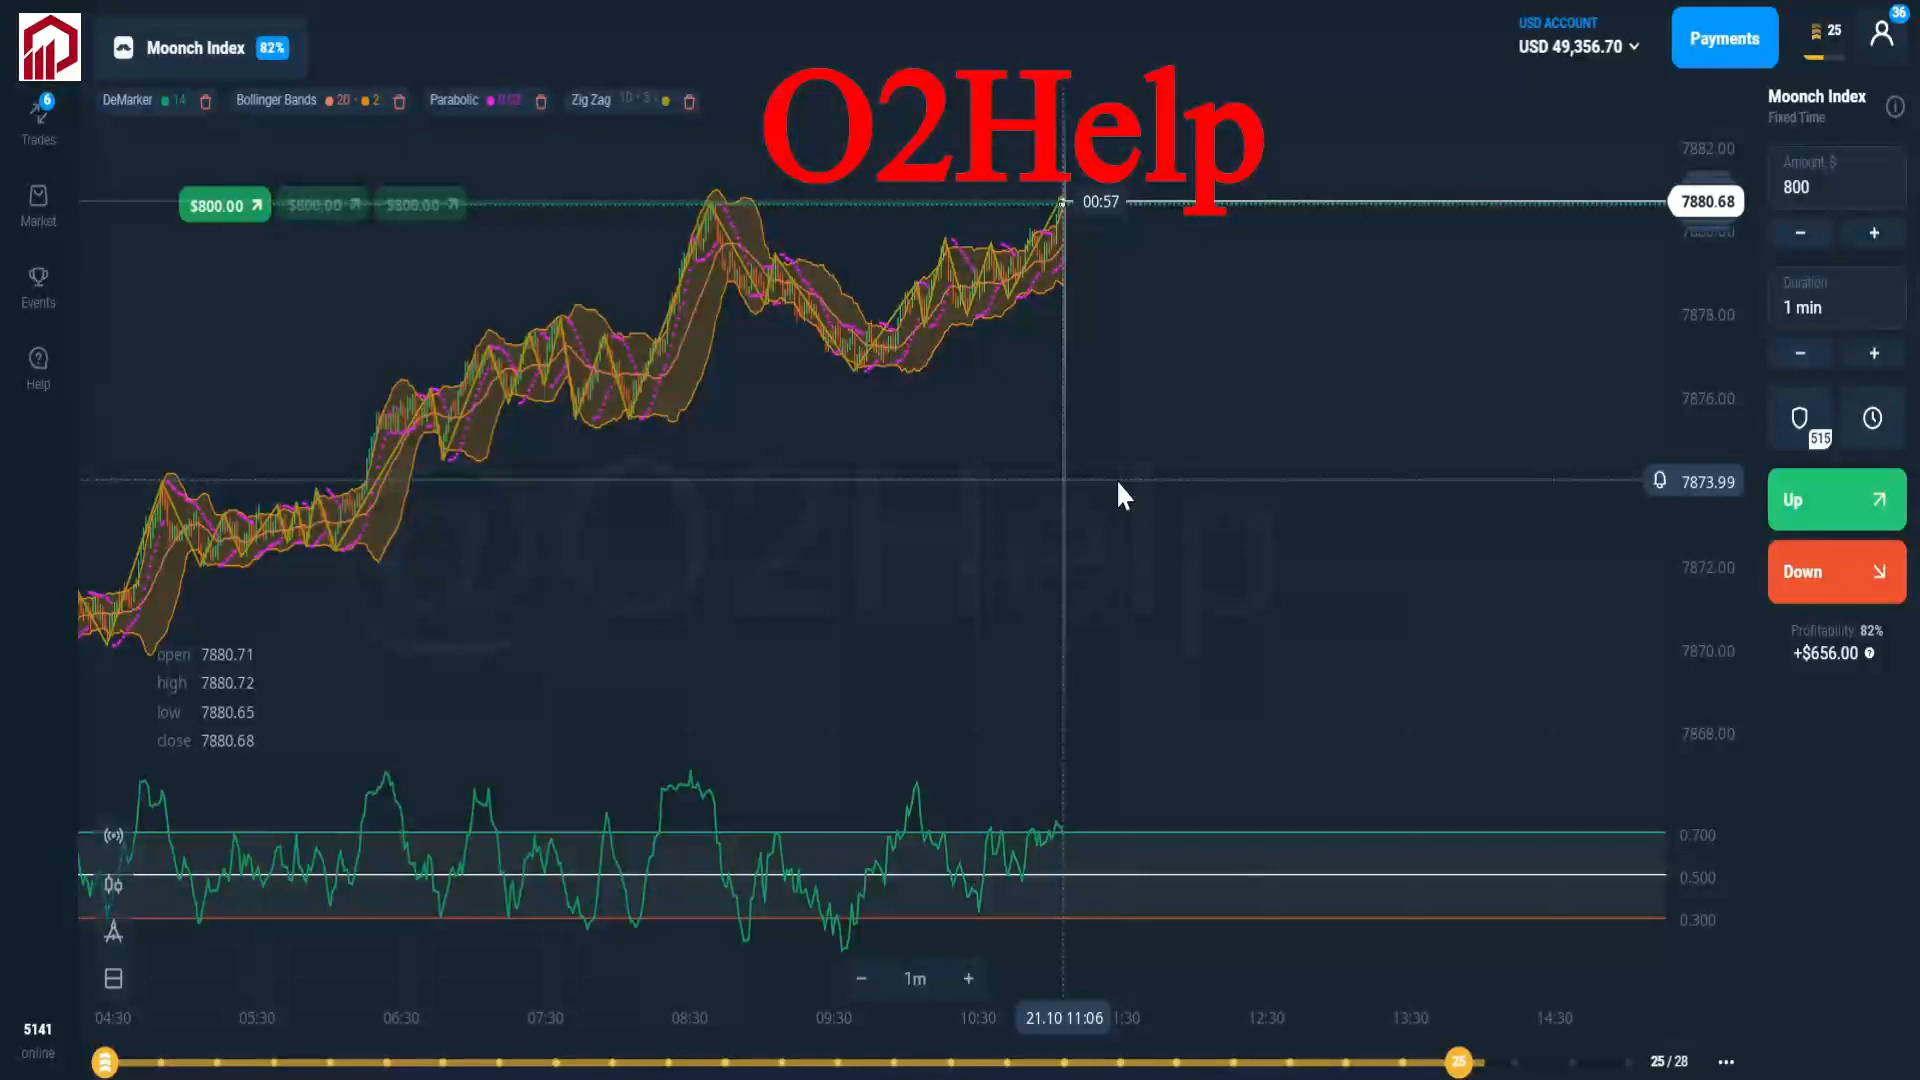 Moonch Index 82%
USD ACCOUNT
USD 49,356.70
Payments
25
36
DeMarker 14
Bollinger Bands 20 2
Parabolic
Zig Zag 10 5
O2Help
6
Trades
Market
Events
Help
$800.00 $800.00 $800.00
00:57
7882.00
7880.68
7878.00
7876.00
7873.99
7872.00
7870.00
7868.00
@O2Help
open 7880.71
high 7880.72
low 7880.65
close 7880.68
0.700
0.500
0.300
1m
04:30 05:30 06:30 07:30 08:30 09:30 10:30 21.10 11:06 1:30 12:30 13:30 14:30
5141
online
25
25 / 28
Moonch Index
Fixed Time
Amount $
800
Duration
1 min
515
Up
Down
Profitability: 82%
+$656.00